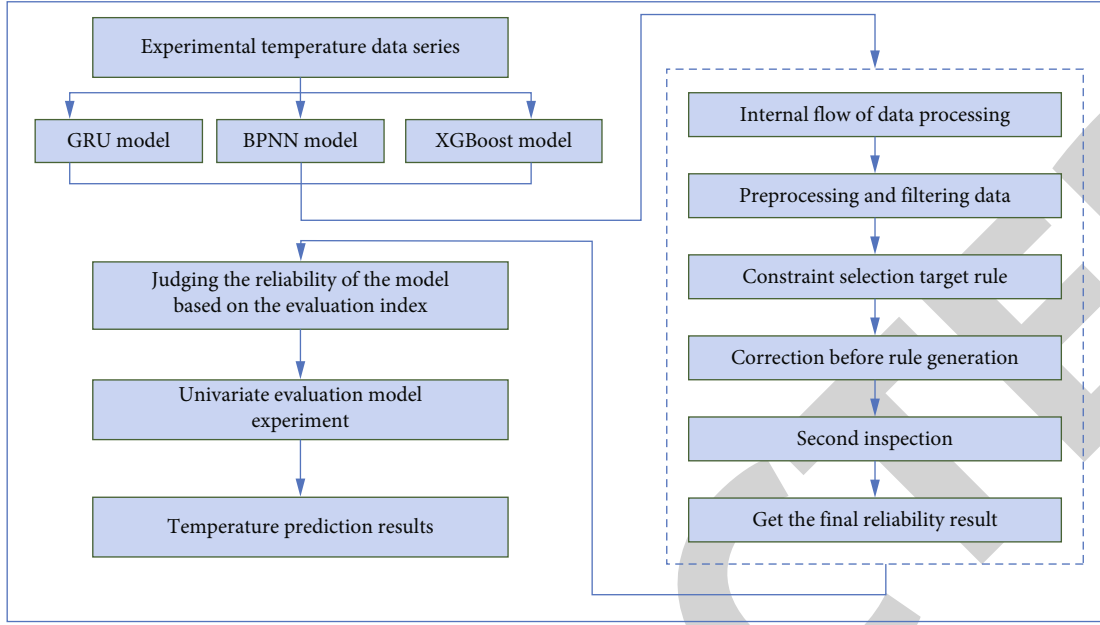 Experimental temperature data series
GRU model
BPNN model
XGBoost model
Judging the reliability of the model
based on the evaluation index
Univariate evaluation model
experiment
Temperature prediction results
Internal flow of data processing
Preprocessing and filtering data
Constraint selection target rule
Correction before rule generation
Second inspection
Get the final reliability result